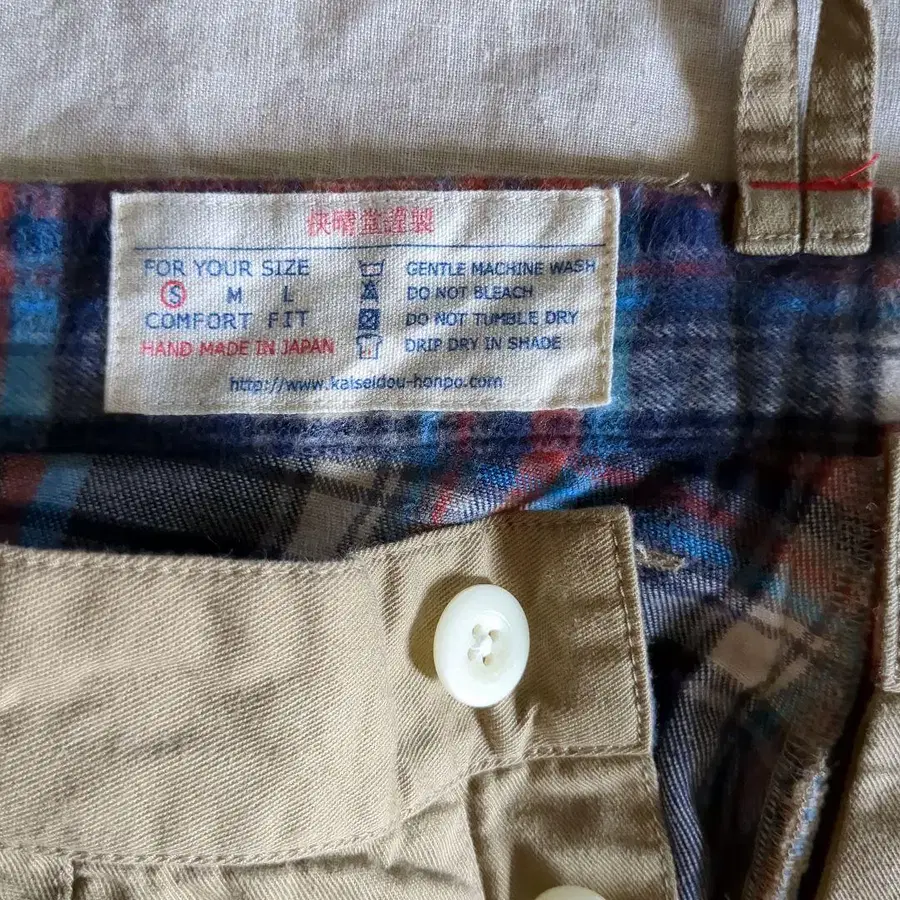 快晴堂謹製
FOR YOUR SIZE
S M L
COMFORT FIT
HAND MADE IN JAPAN
GENTLE MACHINE WASH
DO NOT BLEACH
DO NOT TUMBLE DRY
DRIP DRY IN SHADE
http://www.kaiseidou-honpo.com